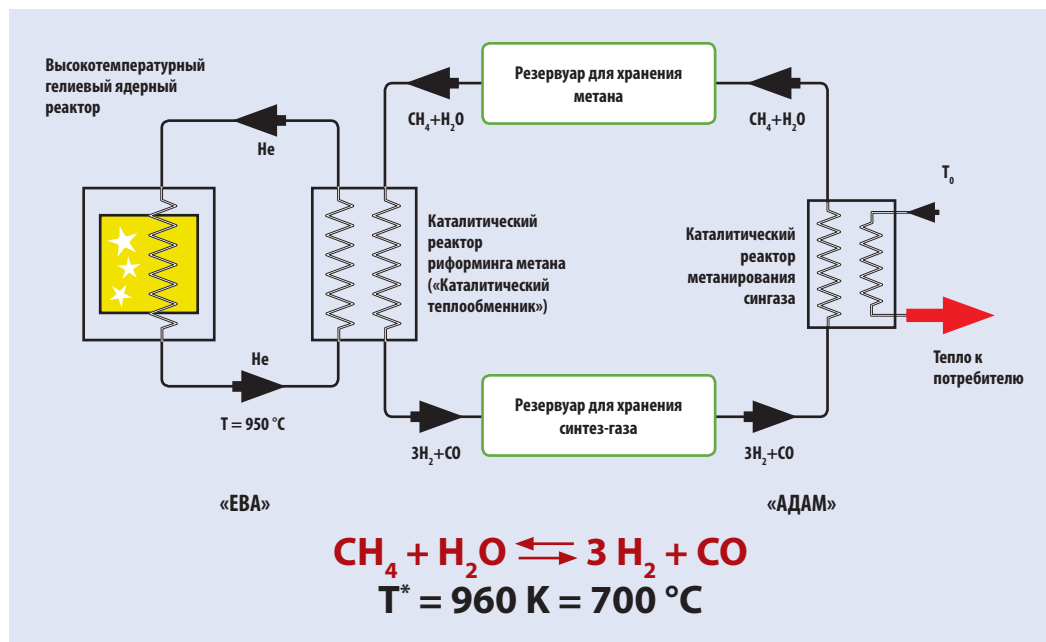 Высокотемпературный
гелиевый ядерный
реактор
Резервуар для хранения
метана
CH₄+H₂O
CH₄+H₂O
He
T₀
Каталитический
реактор
риформинга метана
(«Каталитический
теплообменник»)
Каталитический
реактор
метанирования
сингаза
He
T = 950 °C
Тепло к
потребителю
Резервуар для хранения
синтез-газа
3H₂+CO
3H₂+CO
«ЕВА»
«АДАМ»
CH₄ + H₂O ⇄ 3 H₂ + CO
T* = 960 K = 700 °C